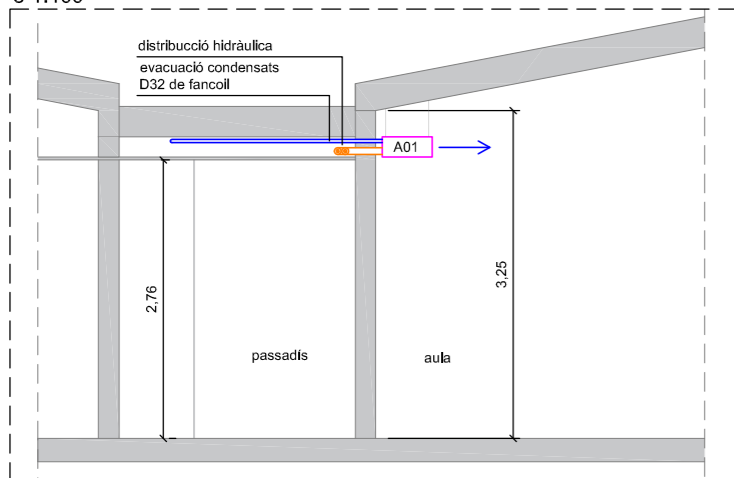 distribucció hidràulica
evacuació condensats
D32 de fancoil
A01
2,76
3,25
passadís
aula